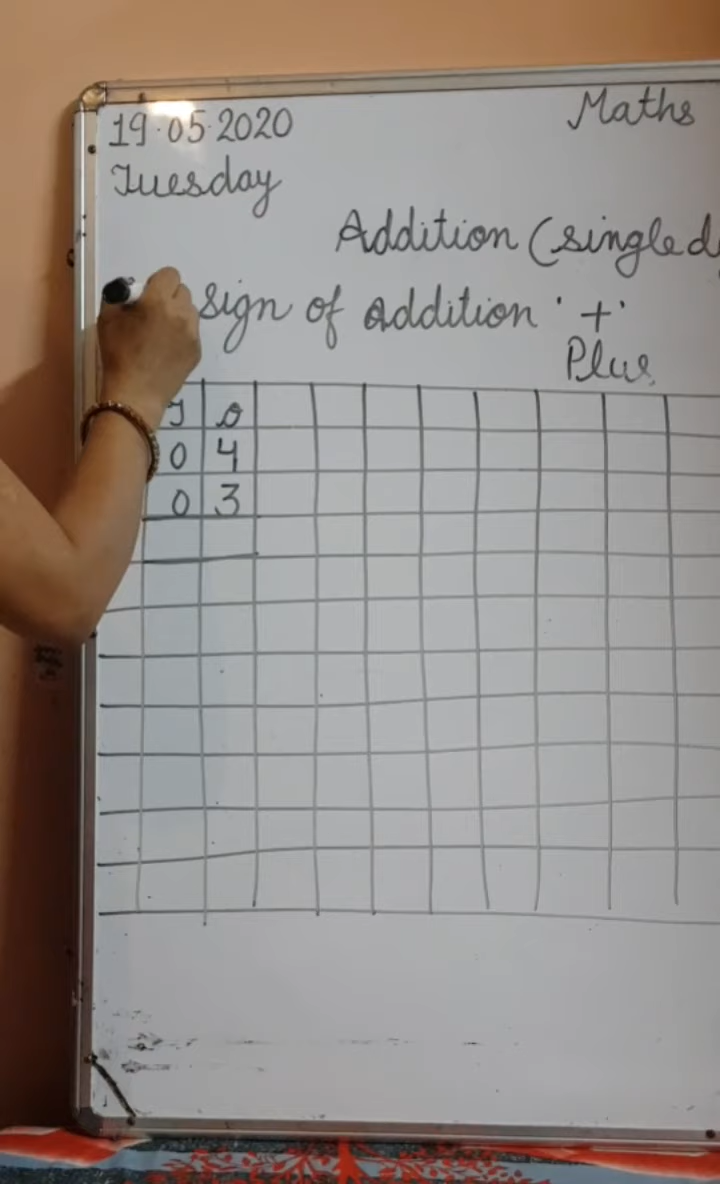 19.05.2020
Maths
Tuesday
Addition (single
sign of addition '+'
Plus
T O
0 4
0 3